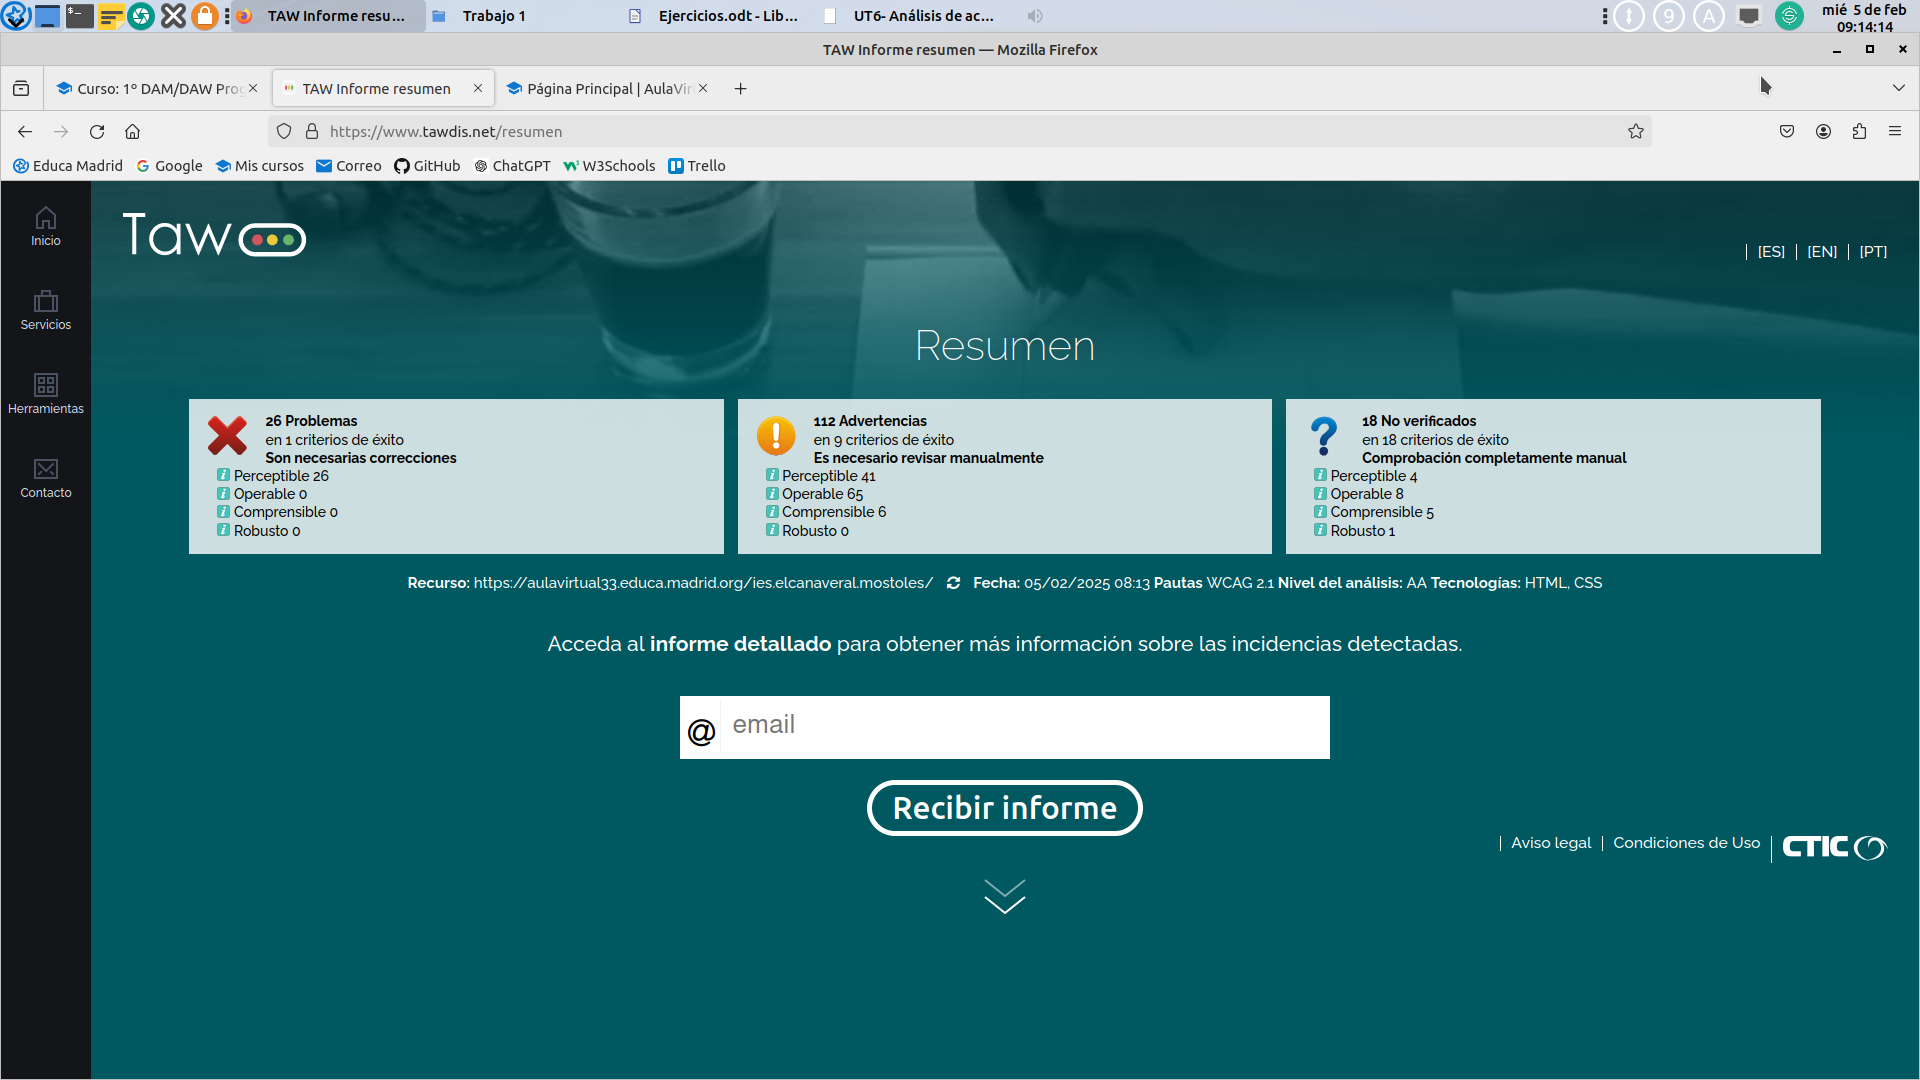 TAW Informe resu...
Trabajo 1
Ejercicios.odt - Lib...
UT6- Análisis de ac...
9
A
mié 5 de feb
09:14:14
TAW Informe resumen — Mozilla Firefox
Curso: 1º DAM/DAW Pro
TAW Informe resumen
Página Principal | AulaVir
https://www.tawdis.net/resumen
Educa Madrid
Google
Mis cursos
Correo
GitHub
ChatGPT
W3Schools
Trello
Inicio
Servicios
Herramientas
Contacto
Taw
[ES]
[EN]
[PT]
Resumen
26 Problemas
en 1 criterios de éxito
Son necesarias correcciones
Perceptible 26
Operable 0
Comprensible 0
Robusto 0
112 Advertencias
en 9 criterios de éxito
Es necesario revisar manualmente
Perceptible 41
Operable 65
Comprensible 6
Robusto 0
18 No verificados
en 18 criterios de éxito
Comprobación completamente manual
Perceptible 4
Operable 8
Comprensible 5
Robusto 1
Recurso: https://aulavirtual33.educa.madrid.org/ies.elcanaveral.mostoles/ Fecha: 05/02/2025 08:13 Pautas WCAG 2.1 Nivel del análisis: AA Tecnologías: HTML, CSS
Acceda al informe detallado para obtener más información sobre las incidencias detectadas.
@ email
Recibir informe
Aviso legal
Condiciones de Uso
CTIC